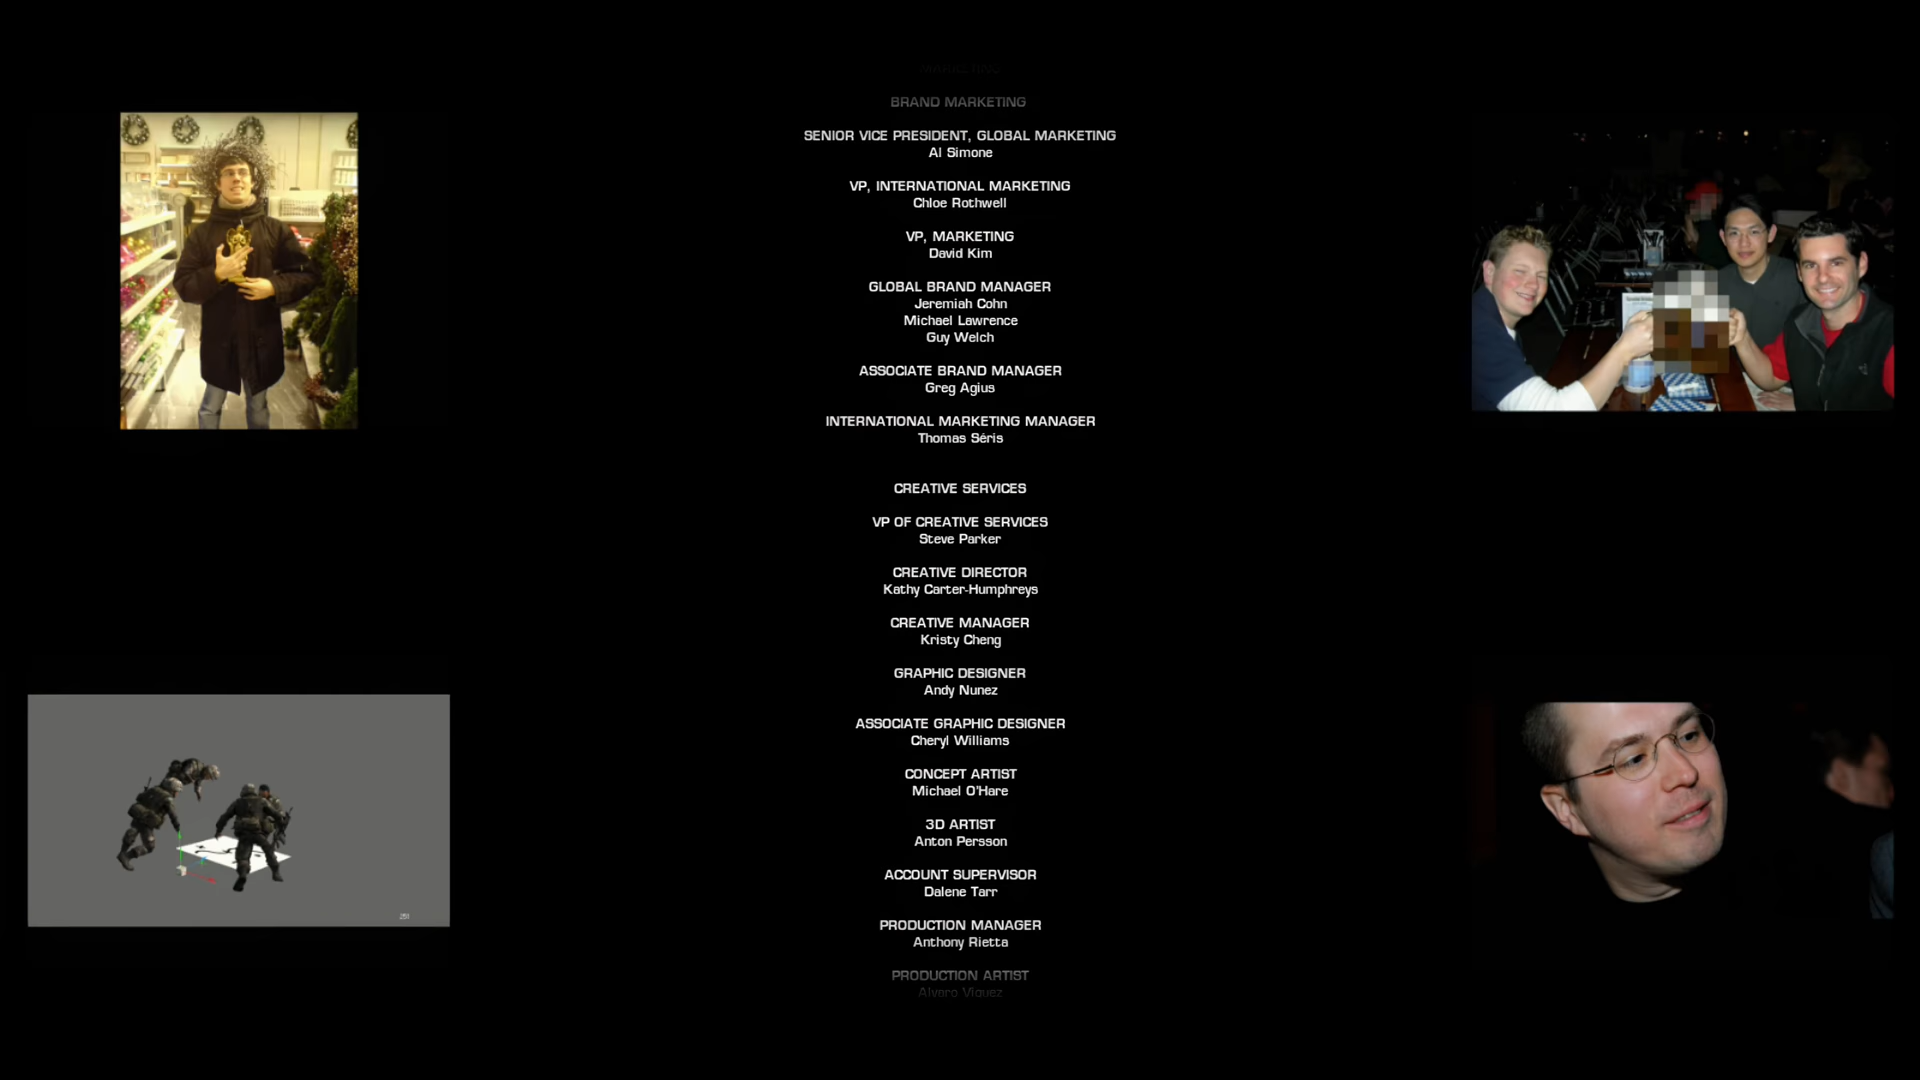 BRAND MARKETING
SENIOR VICE PRESIDENT, GLOBAL MARKETING
Al Simone
VP, INTERNATIONAL MARKETING
Chloe Rothwell
VP, MARKETING
David Kim
GLOBAL BRAND MANAGER
Jeremiah Cohn
Michael Lawrence
Guy Welch
ASSOCIATE BRAND MANAGER
Greg Agius
INTERNATIONAL MARKETING MANAGER
Thomas Séris
CREATIVE SERVICES
VP OF CREATIVE SERVICES
Steve Parker
CREATIVE DIRECTOR
Kathy Carter-Humphreys
CREATIVE MANAGER
Kristy Cheng
GRAPHIC DESIGNER
Andy Nunez
ASSOCIATE GRAPHIC DESIGNER
Cheryl Williams
CONCEPT ARTIST
Michael O'Hare
3D ARTIST
Anton Persson
ACCOUNT SUPERVISOR
Dalene Tarr
PRODUCTION MANAGER
Anthony Rietta
PRODUCTION ARTIST
Alvaro Viquez